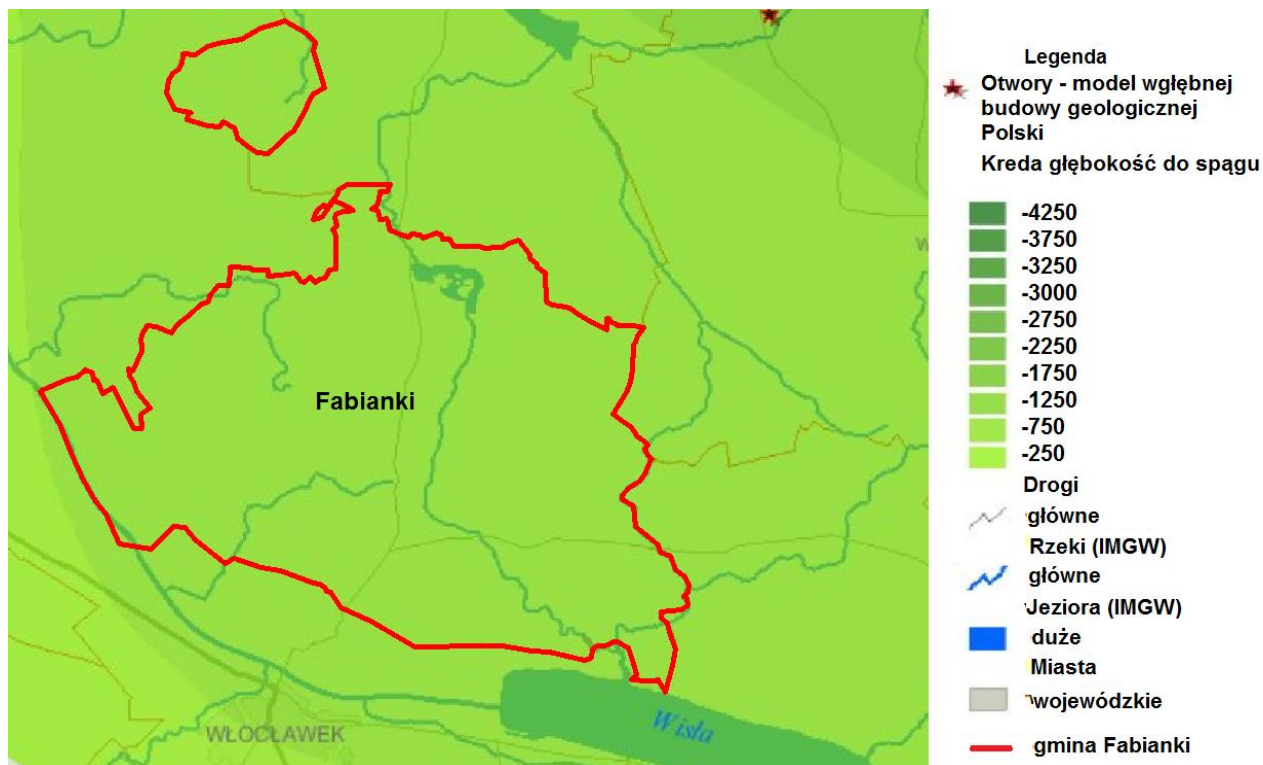 Fabianki
WŁOCŁAWEK
Wisła
Legenda
Otwory - model wgłębnej
budowy geologicznej
Polski
Kreda głębokość do spągu
-4250
-3750
-3250
-3000
-2750
-2250
-1750
-1250
-750
-250
Drogi
główne
Rzeki (IMGW)
główne
Jeziora (IMGW)
duże
Miasta
wojewódzkie
gmina Fabianki